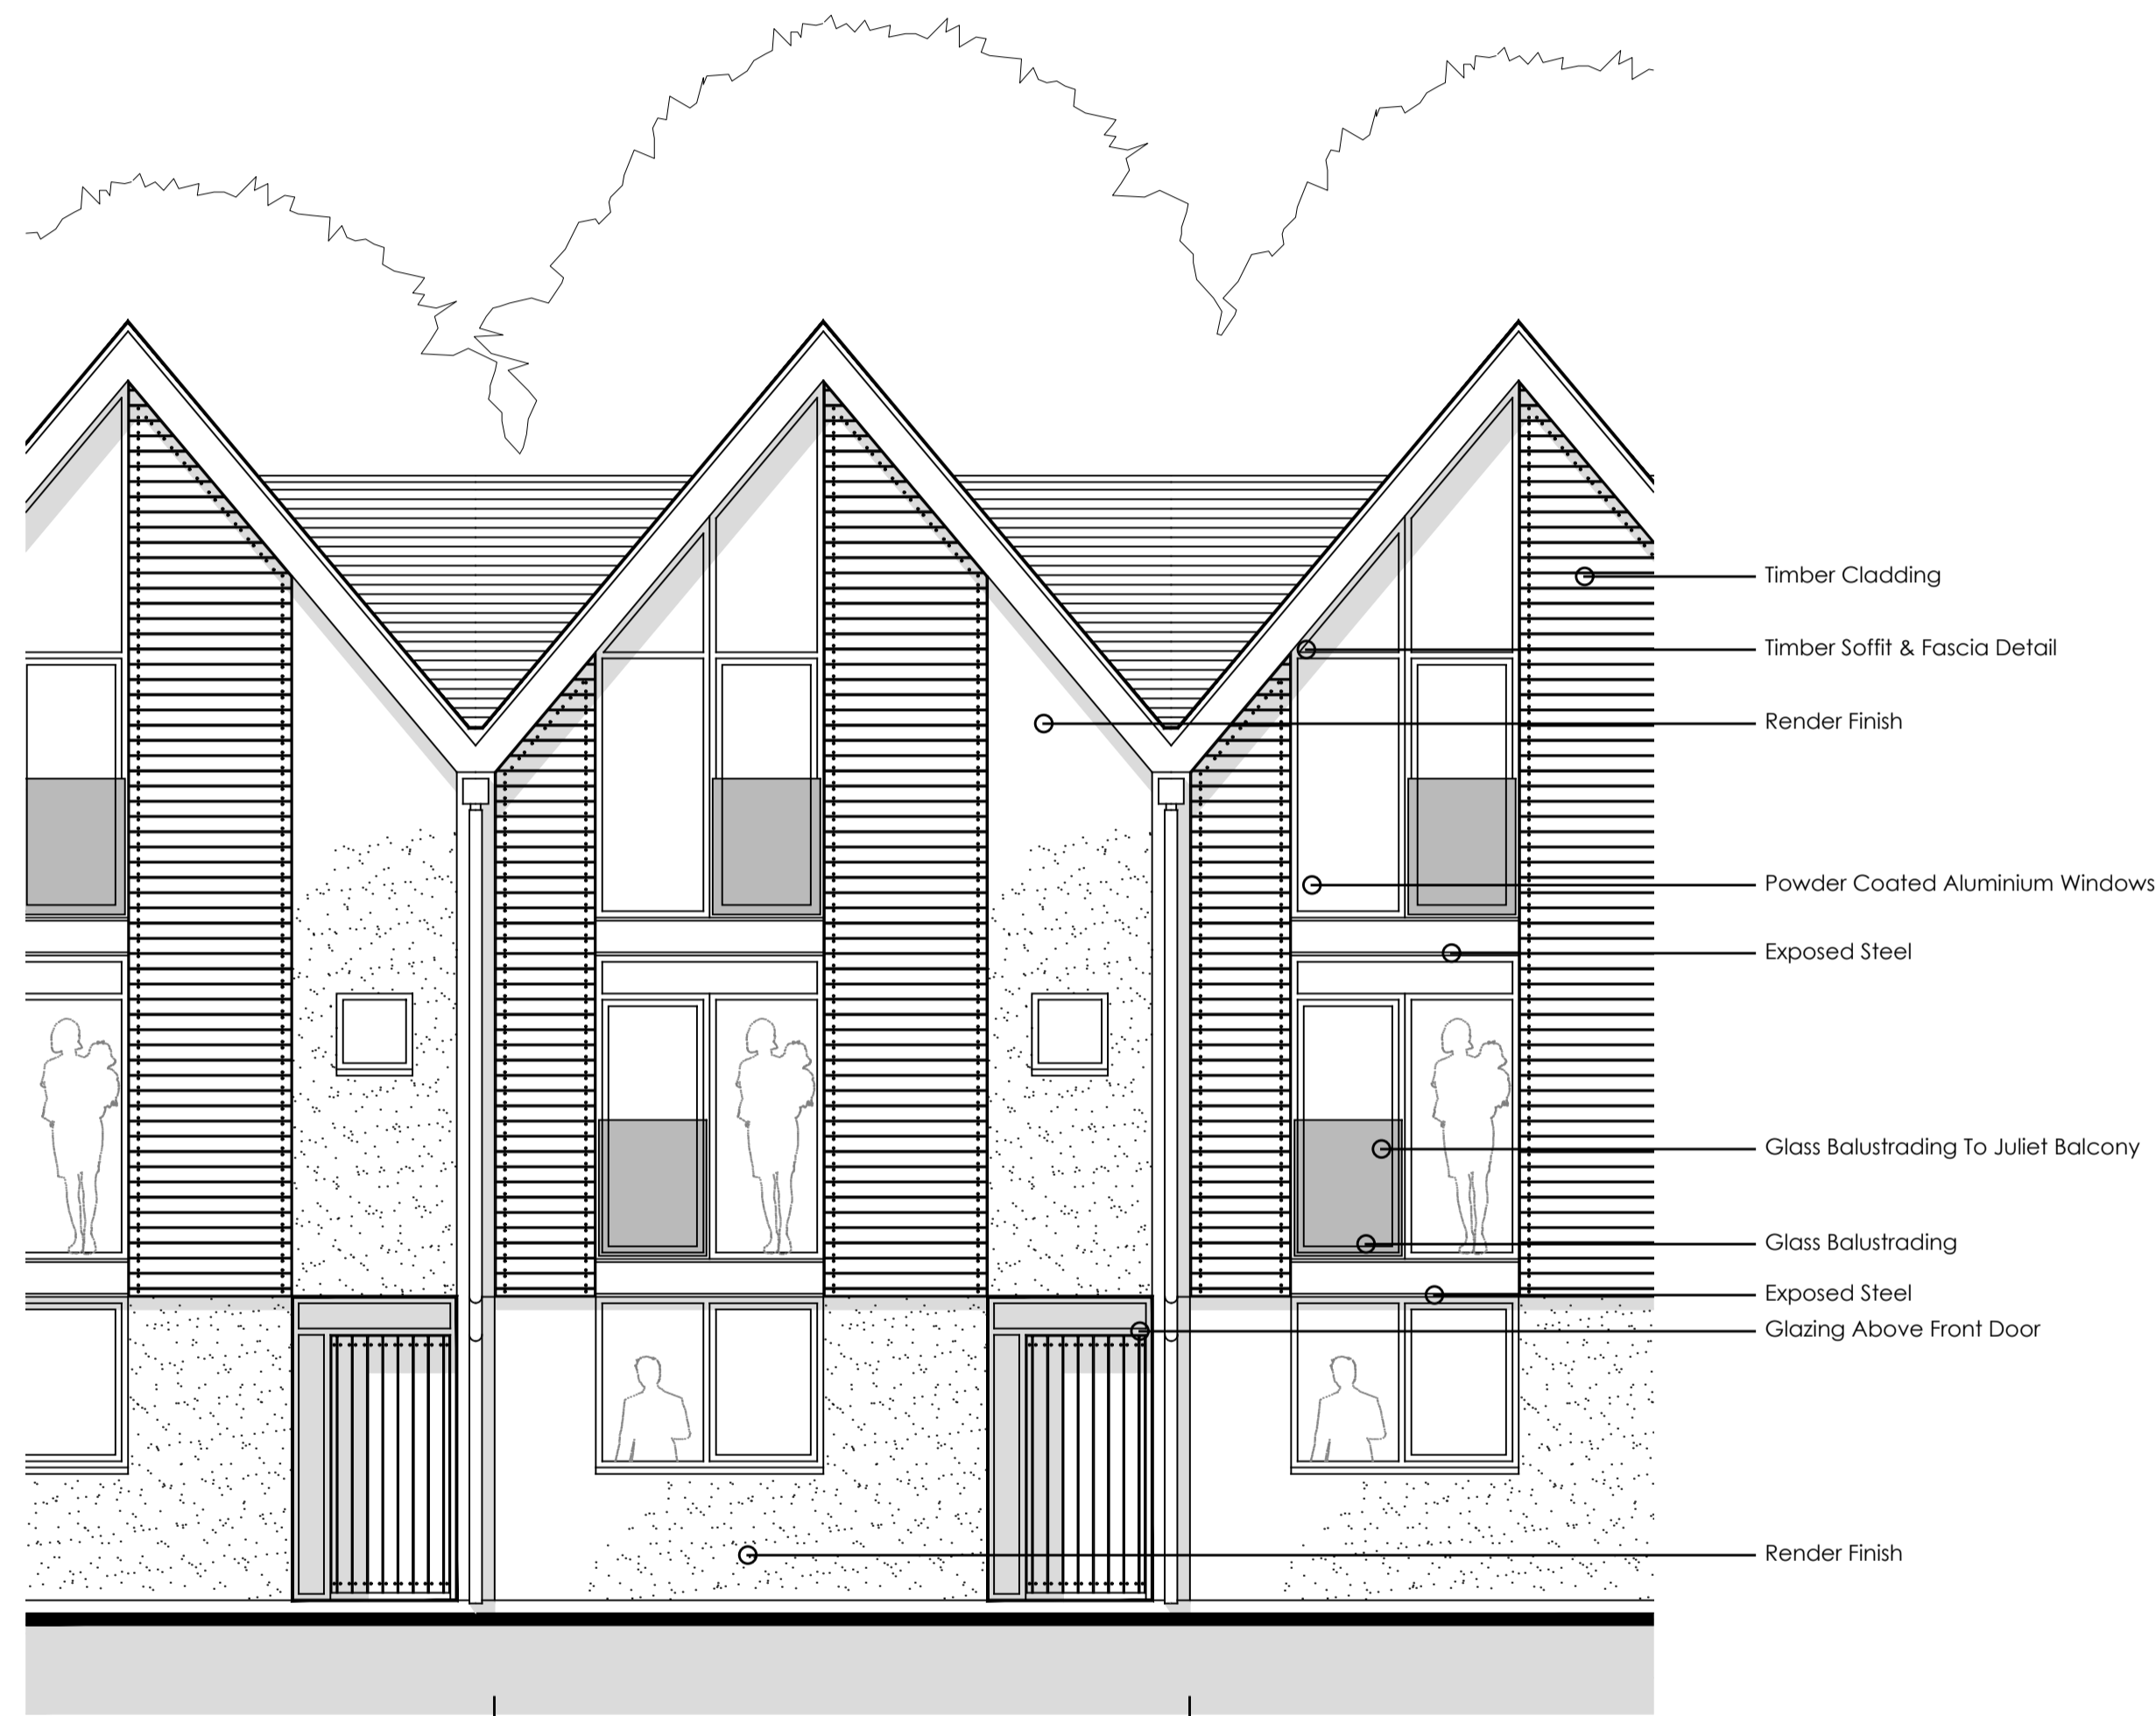 Timber Cladding
Timber Soffit & Fascia Detail
Render Finish
Powder Coated Aluminium Windows
Exposed Steel
Glass Balustrading To Juliet Balcony
Glass Balustrading
Exposed Steel
Glazing Above Front Door
Render Finish